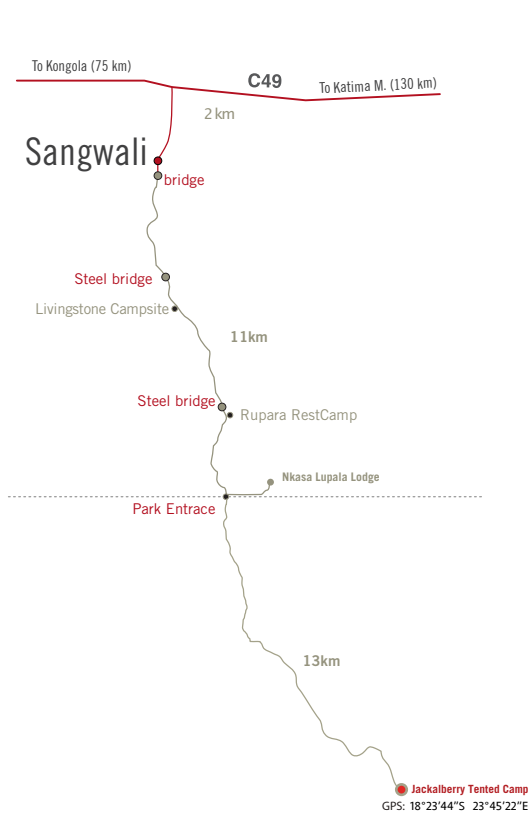 To Kongola (75 km)
C49
To Katima M. (130 km)
2 km
Sangwali
bridge
Steel bridge
Livingstone Campsite
11km
Steel bridge
Rupara RestCamp
Nkasa Lupala Lodge
Park Entrace
13km
Jackalberry Tented Camp
GPS: 18°23’44”S 23°45’22”E